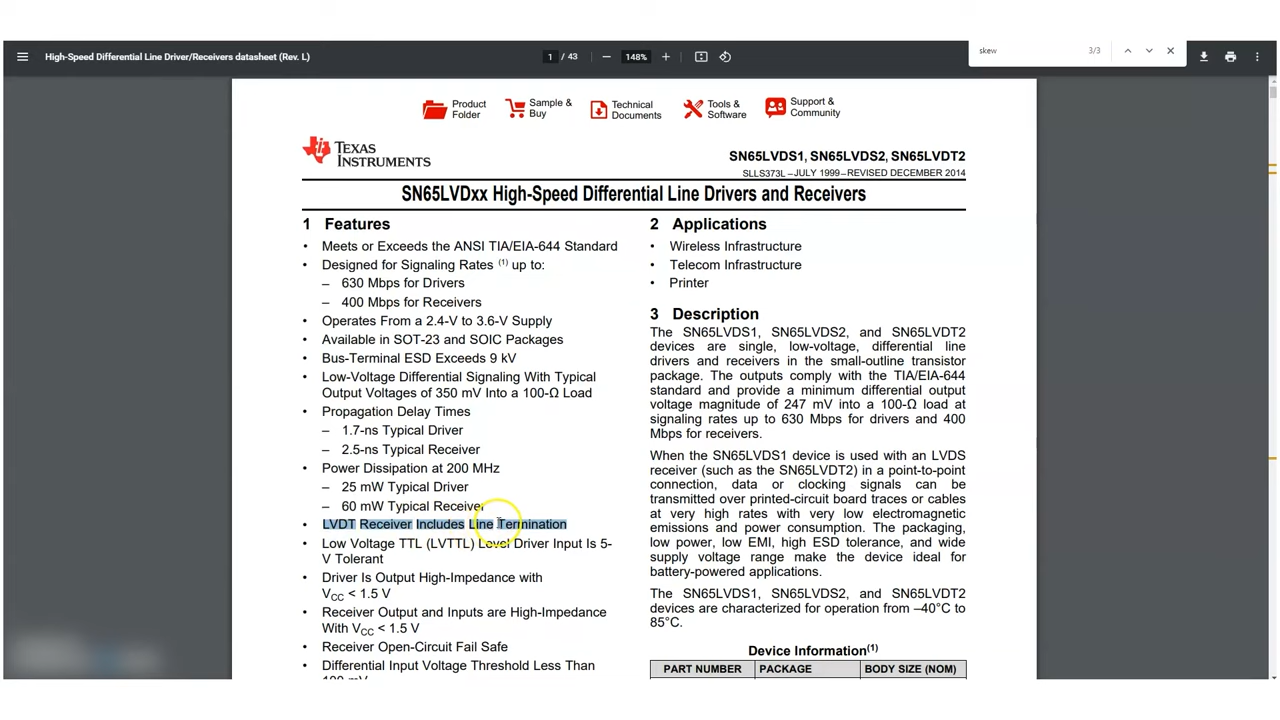 High-Speed Differential Line Driver/Receivers datasheet (Rev. L)
1 / 43
148%
skew
3/3
Product
Folder
Sample &
Buy
Technical
Documents
Tools &
Software
Support &
Community
TEXAS
INSTRUMENTS
SN65LVDS1, SN65LVDS2, SN65LVDT2
SLLS373L –JULY 1999–REVISED DECEMBER 2014
SN65LVDxx High-Speed Differential Line Drivers and Receivers
1 Features
• Meets or Exceeds the ANSI TIA/EIA-644 Standard
• Designed for Signaling Rates (1) up to:
– 630 Mbps for Drivers
– 400 Mbps for Receivers
• Operates From a 2.4-V to 3.6-V Supply
• Available in SOT-23 and SOIC Packages
• Bus-Terminal ESD Exceeds 9 kV
• Low-Voltage Differential Signaling With Typical
Output Voltages of 350 mV Into a 100-Ω Load
• Propagation Delay Times
– 1.7-ns Typical Driver
– 2.5-ns Typical Receiver
• Power Dissipation at 200 MHz
– 25 mW Typical Driver
– 60 mW Typical Receiver
• LVDT Receiver Includes Line Termination
• Low Voltage TTL (LVTTL) Level Driver Input Is 5-
V Tolerant
• Driver Is Output High-Impedance with
VCC < 1.5 V
• Receiver Output and Inputs are High-Impedance
With VCC < 1.5 V
• Receiver Open-Circuit Fail Safe
• Differential Input Voltage Threshold Less Than
2 Applications
• Wireless Infrastructure
• Telecom Infrastructure
• Printer
3 Description
The SN65LVDS1, SN65LVDS2, and SN65LVDT2
devices are single, low-voltage, differential line
drivers and receivers in the small-outline transistor
package. The outputs comply with the TIA/EIA-644
standard and provide a minimum differential output
voltage magnitude of 247 mV into a 100-Ω load at
signaling rates up to 630 Mbps for drivers and 400
Mbps for receivers.
When the SN65LVDS1 device is used with an LVDS
receiver (such as the SN65LVDT2) in a point-to-point
connection, data or clocking signals can be
transmitted over printed-circuit board traces or cables
at very high rates with very low electromagnetic
emissions and power consumption. The packaging,
low power, low EMI, high ESD tolerance, and wide
supply voltage range make the device ideal for
battery-powered applications.
The SN65LVDS1, SN65LVDS2, and SN65LVDT2
devices are characterized for operation from –40°C to
85°C.
Device Information(1)
PART NUMBER PACKAGE BODY SIZE (NOM)